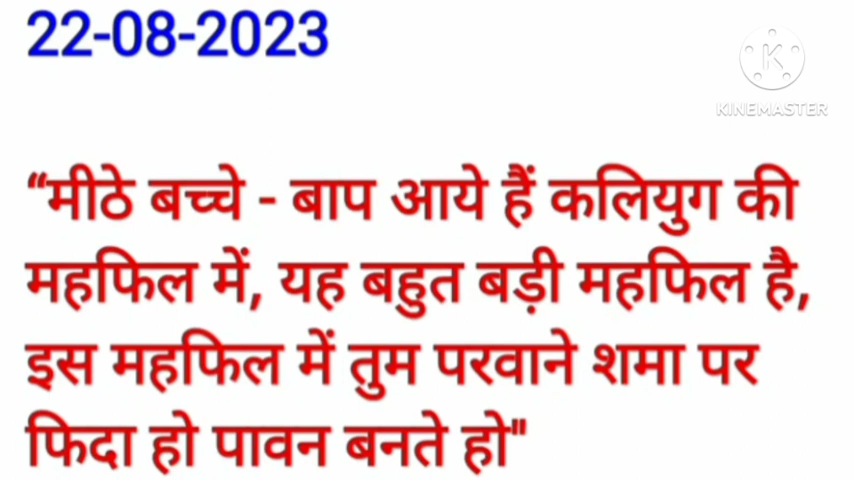 22-08-2023
KINEMASTER
“मीठे बच्चे - बाप आये हैं कलियुग की
महफिल में, यह बहुत बड़ी महफिल है,
इस महफिल में तुम परवाने शमा पर
फिदा हो पावन बनते हो"